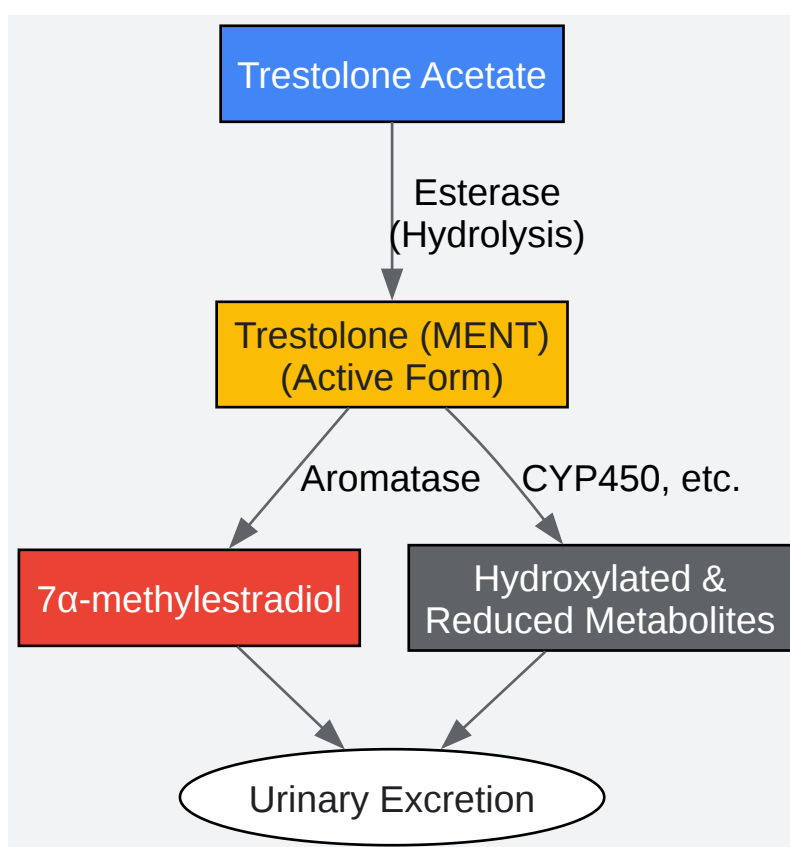 Trestolone Acetate
Esterase
(Hydrolysis)
Trestolone (MENT)
(Active Form)
Aromatase
CYP450, etc.
7α-methylestradiol
Hydroxylated &
Reduced Metabolites
Urinary Excretion